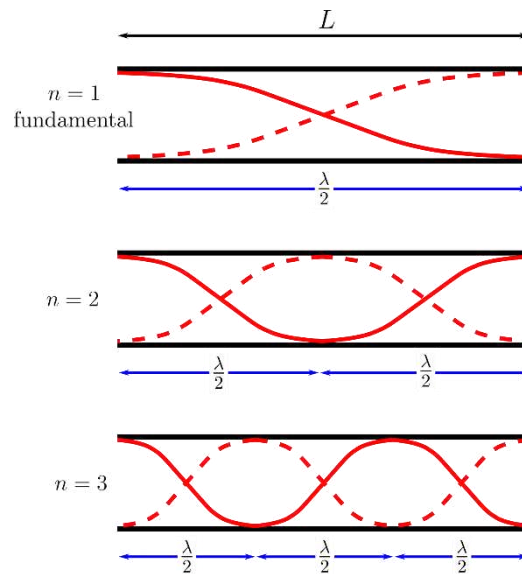 L
n = 1
fundamental
λ/2
n = 2
λ/2 λ/2
n = 3
λ/2 λ/2 λ/2